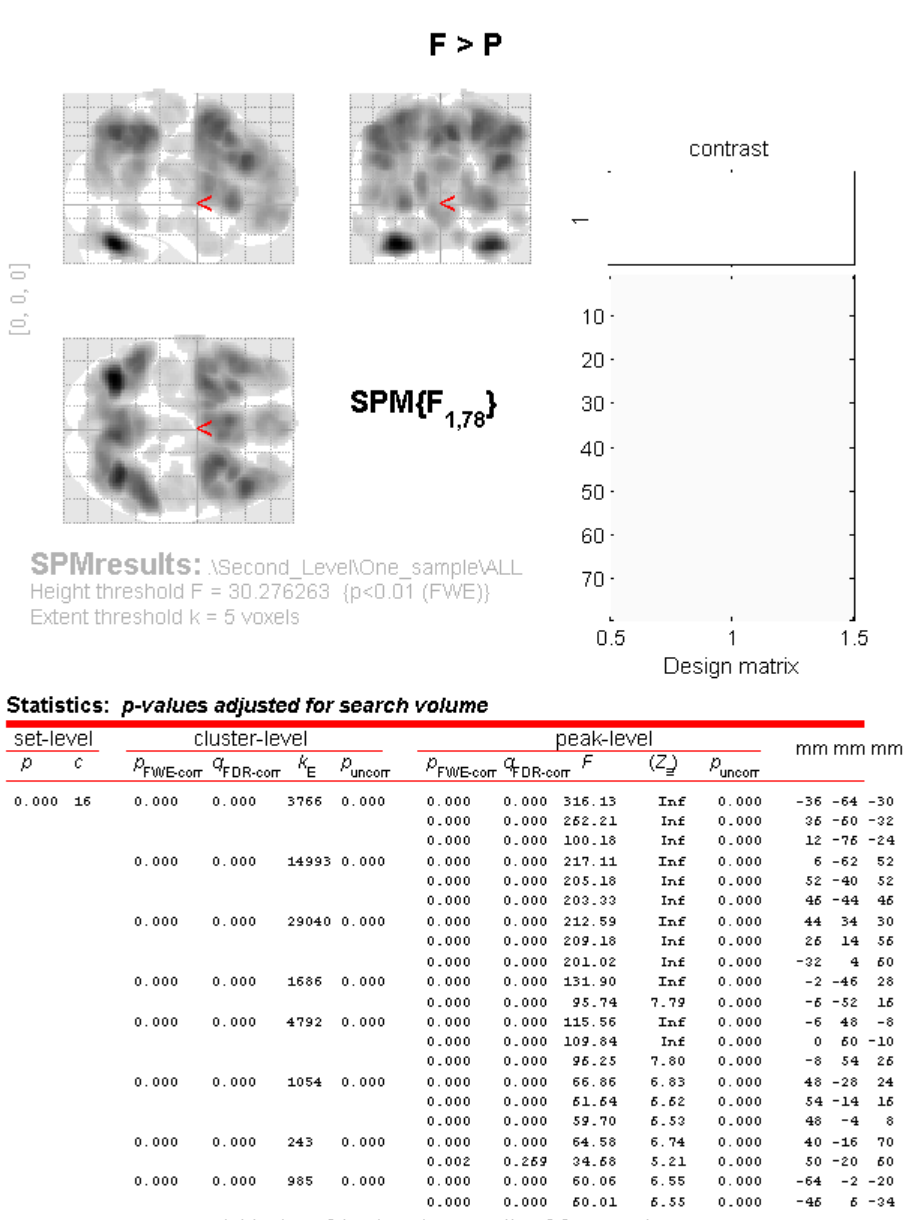 F > P
[0, 0, 0]
<
<
<
SPM{F1,78}
contrast
1
10
20
30
40
50
60
70
0.5 1 1.5
Design matrix
SPMresults: .\Second_Level\One_sample\ALL
Height threshold F = 30.276263 {p<0.01 (FWE)}
Extent threshold k = 5 voxels
Statistics: p-values adjusted for search volume
set-level cluster-level peak-level mm mm mm
p c pFWE-corr qFDR-corr kE puncorr pFWE-corr qFDR-corr F (Z≡) puncorr
0.000 16 0.000 0.000 3766 0.000 0.000 0.000 316.13 Inf 0.000 -36 -64 -30
0.000 0.000 262.21 Inf 0.000 36 -60 -32
0.000 0.000 100.18 Inf 0.000 12 -76 -24
0.000 0.000 14993 0.000 0.000 0.000 217.11 Inf 0.000 6 -62 52
0.000 0.000 205.18 Inf 0.000 52 -40 52
0.000 0.000 203.33 Inf 0.000 46 -44 46
0.000 0.000 29040 0.000 0.000 0.000 212.59 Inf 0.000 44 34 30
0.000 0.000 209.18 Inf 0.000 26 14 56
0.000 0.000 201.02 Inf 0.000 -32 4 60
0.000 0.000 1686 0.000 0.000 0.000 131.90 Inf 0.000 -2 -46 28
0.000 0.000 95.74 7.79 0.000 -6 -52 16
0.000 0.000 4792 0.000 0.000 0.000 115.56 Inf 0.000 -6 48 -8
0.000 0.000 109.84 Inf 0.000 0 60 -10
0.000 0.000 96.25 7.80 0.000 -8 54 26
0.000 0.000 1054 0.000 0.000 0.000 66.86 6.83 0.000 48 -28 24
0.000 0.000 61.64 6.62 0.000 54 -14 16
0.000 0.000 59.70 6.53 0.000 48 -4 8
0.000 0.000 243 0.000 0.000 0.000 64.58 6.74 0.000 40 -16 70
0.002 0.269 34.68 5.21 0.000 50 -20 60
0.000 0.000 985 0.000 0.000 0.000 60.06 6.55 0.000 -64 -2 -20
0.000 0.000 60.01 6.55 0.000 -46 6 -34